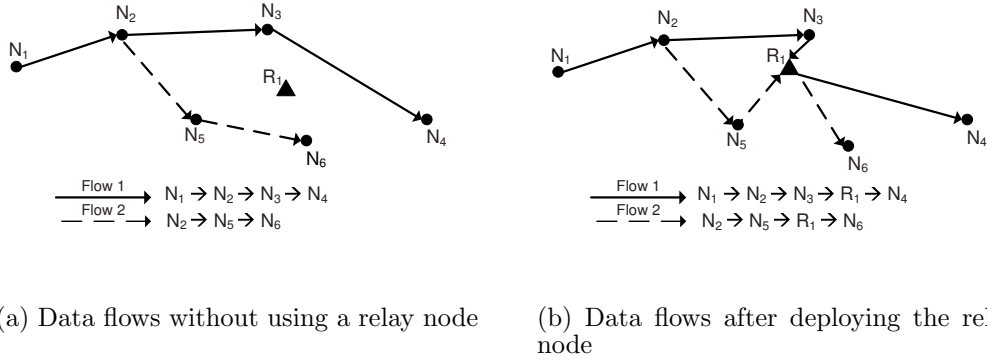 N₁
N₂
N₃
R₁
N₅
N₆
N₄
Flow 1 N₁ → N₂ → N₃ → N₄
Flow 2 N₂ → N₅ → N₆
(a) Data flows without using a relay node
N₁
N₂
N₃
R₁
N₅
N₆
N₄
Flow 1 N₁ → N₂ → N₃ → R₁ → N₄
Flow 2 N₂ → N₅ → R₁ → N₆
(b) Data flows after deploying the
node